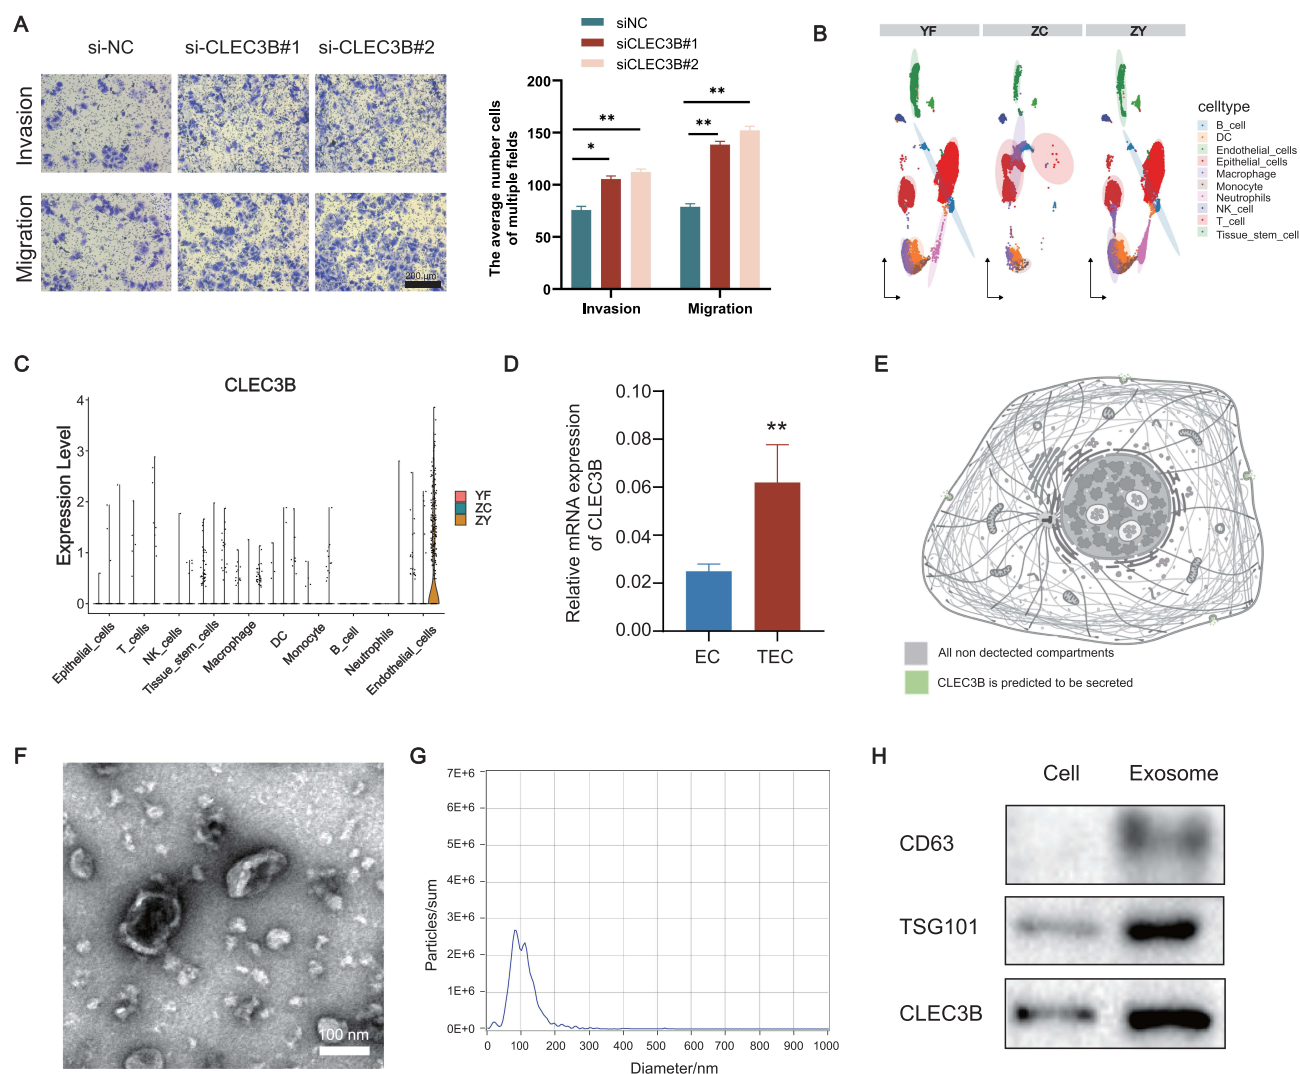 A
si-NC
si-CLEC3B#1
si-CLEC3B#2
Invasion
Migration
200 μm
siNC
siCLEC3B#1
siCLEC3B#2
The average number cells
of multiple fields
200
150
100
50
0
*
**
**
**
Invasion
Migration
B
YF
ZC
ZY
celltype
B_cell
DC
Endothelial_cells
Epithelial_cells
Macrophage
Monocyte
Neutrophils
NK_cell
T_cell
Tissue_stem_cell
C
CLEC3B
Expression Level
4
3
2
1
0
Epithelial_cells
T_cells
NK_cells
Tissue_stem_cells
Macrophage
DC
Monocyte
B_cell
Neutrophils
Endothelial_cells
YF
ZC
ZY
D
Relative mRNA expression
of CLEC3B
0.10
0.08
0.06
0.04
0.02
0.00
**
EC
TEC
E
All non dectected compartments
CLEC3B is predicted to be secreted
F
100 nm
G
Particles/sum
7E+6
6E+6
5E+6
4E+6
3E+6
2E+6
1E+6
0E+0
0 100 200 300 400 500 600 700 800 900 1000
Diameter/nm
H
Cell
Exosome
CD63
TSG101
CLEC3B